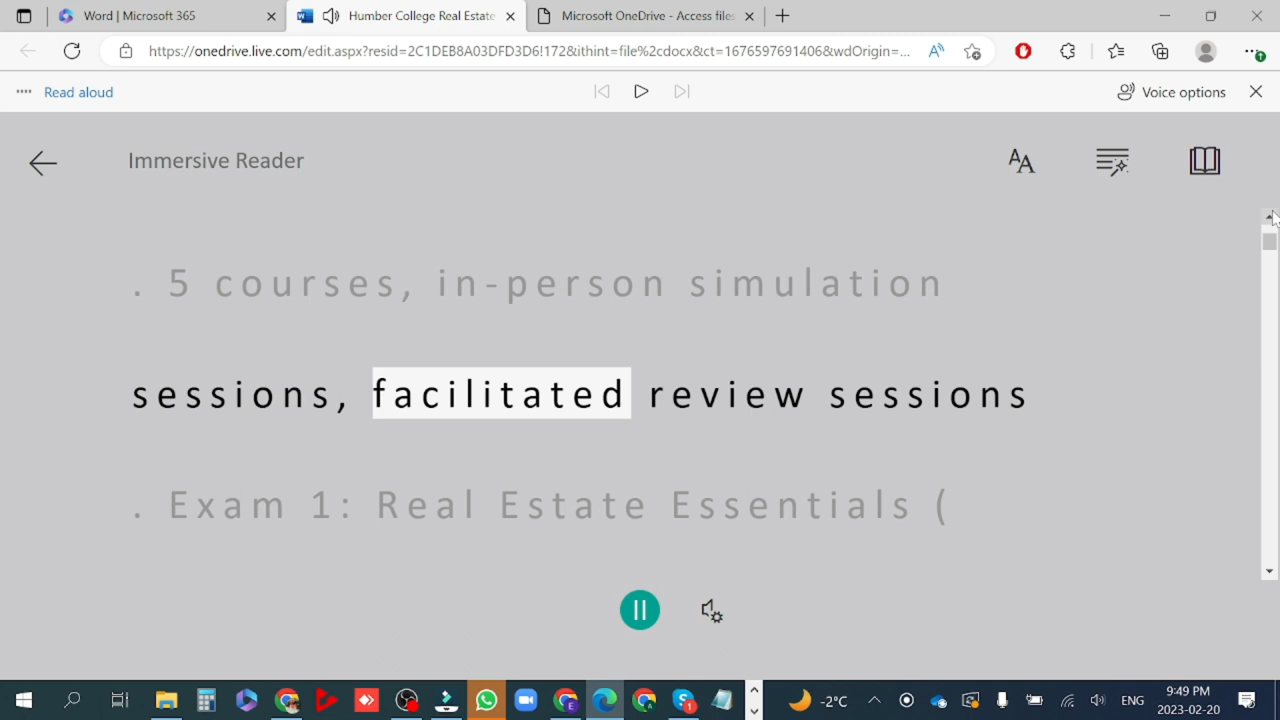 Word | Microsoft 365
Humber College Real Estate
Microsoft OneDrive - Access files
https://onedrive.live.com/edit.aspx?resid=2C1DEB8A03DFD3D6!172&ithint=file%2cdocx&ct=1676597691406&wdOrigin=...
Read aloud
Voice options
Immersive Reader
. 5 courses, in-person simulation
sessions, facilitated review sessions
. Exam 1: Real Estate Essentials (
-2°C
ENG
9:49 PM
2023-02-20